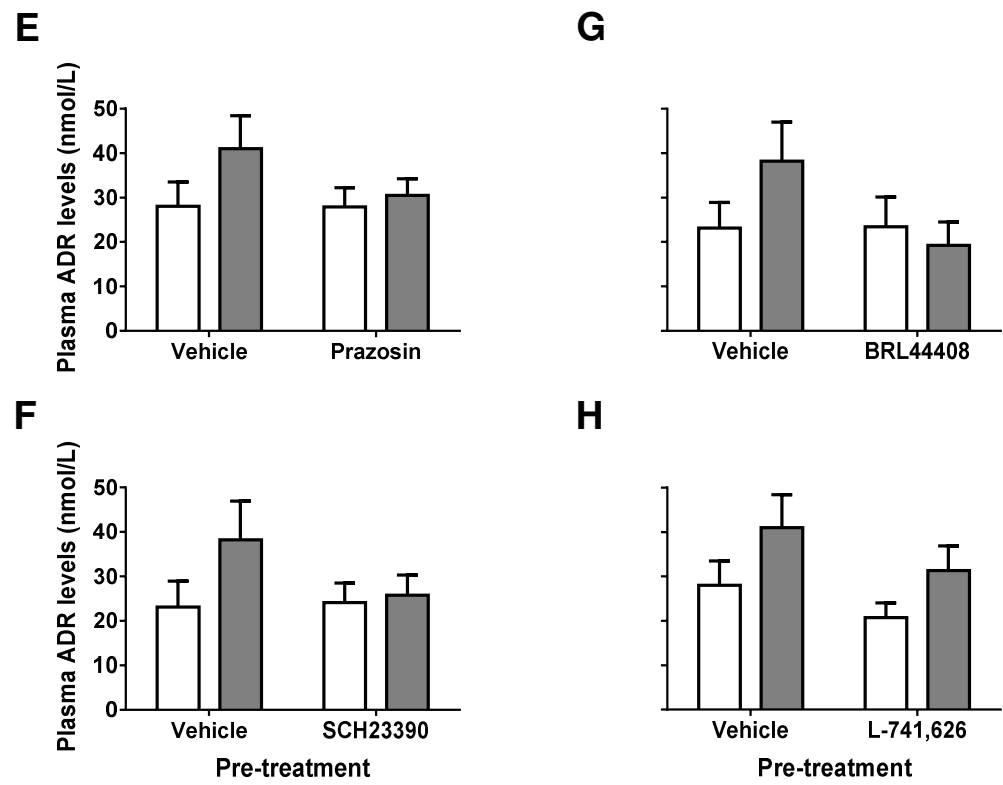 E
Plasma ADR levels (nmol/L)
50
40
30
20
10
0
Vehicle Prazosin
G
Vehicle BRL44408
F
Plasma ADR levels (nmol/L)
50
40
30
20
10
0
Vehicle SCH23390
Pre-treatment
H
Vehicle L-741,626
Pre-treatment